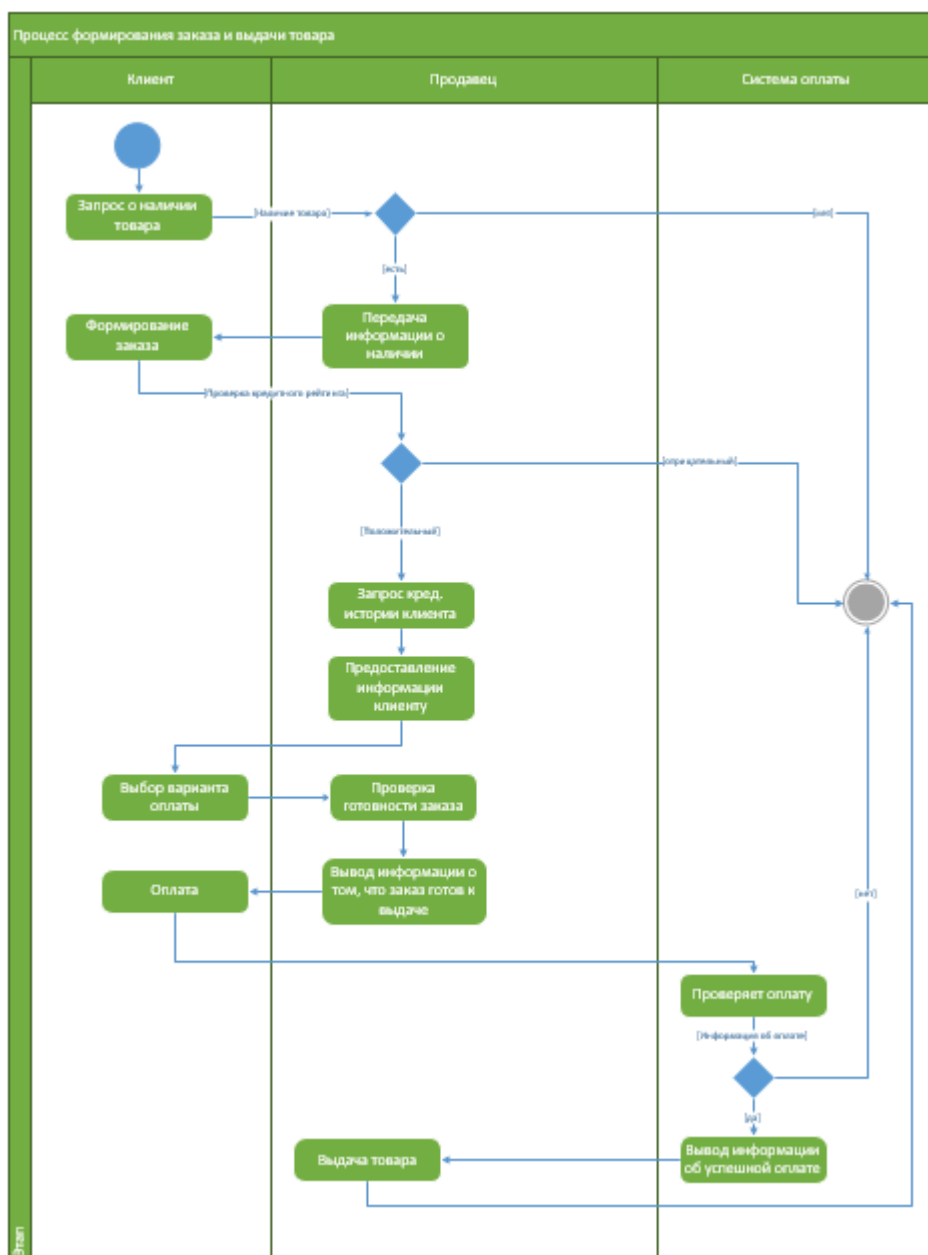 Процесс формирования заказа и выдачи товара
Клиент
Продавец
Система оплаты
Запрос о наличии
товара
[Наличие товара]
[нет]
[есть]
Передача
информации о
наличии
Формирование
заказа
[Проверка кредитного рейтинга]
[отрицательный]
[Положительный]
Запрос кред.
истории клиента
Предоставление
информации
клиенту
Выбор варианта
оплаты
Проверка
готовности заказа
Вывод информации о
том, что заказ готов к
выдаче
Оплата
[нет]
Проверяет оплату
[Информация об оплате]
[да]
Вывод информации
об успешной оплате
Выдача товара
Этап